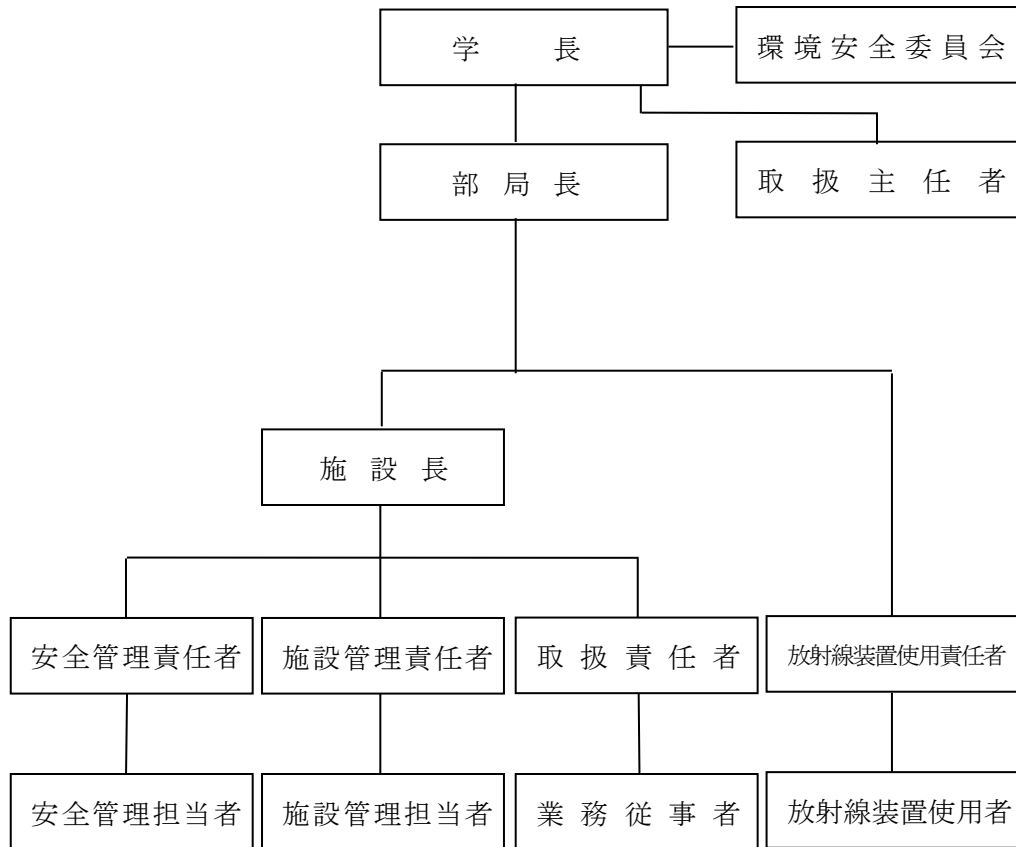 学長
環境安全委員会
部局長
取扱主任者
施設長
安全管理責任者
施設管理責任者
取扱責任者
放射線装置使用責任者
安全管理担当者
施設管理担当者
業務従事者
放射線装置使用者